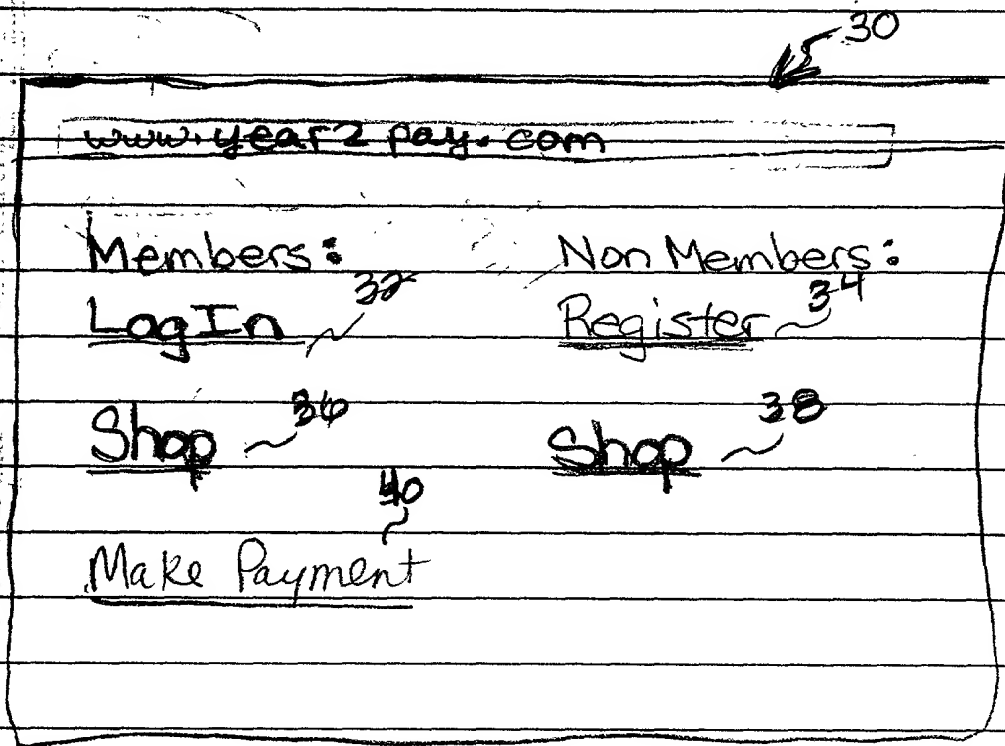 30
www.year2pay.com
Members: Non Members:
32 34
LogIn Register
36 38
Shop Shop
40
Make Payment